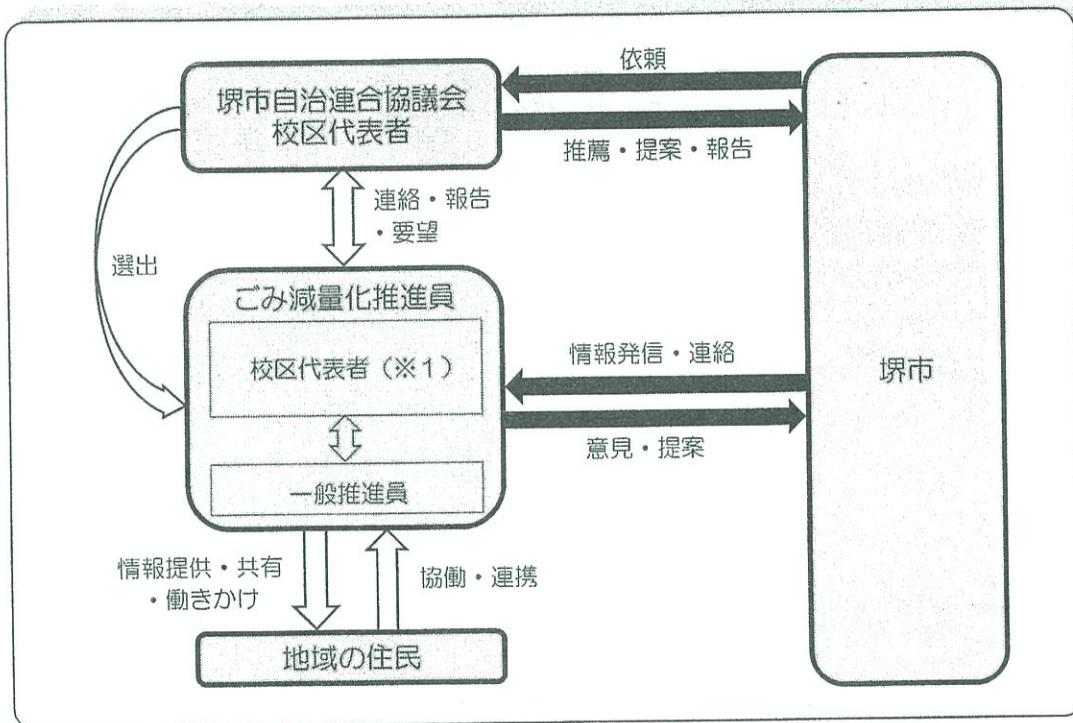 依頼
堺市自治連合協議会
校区代表者
推薦・提案・報告
連絡・報告
・要望
選出
ごみ減量化推進員
校区代表者(※1)
情報発信・連絡
堺市
意見・提案
一般推進員
情報提供・共有
・働きかけ
協働・連携
地域の住民